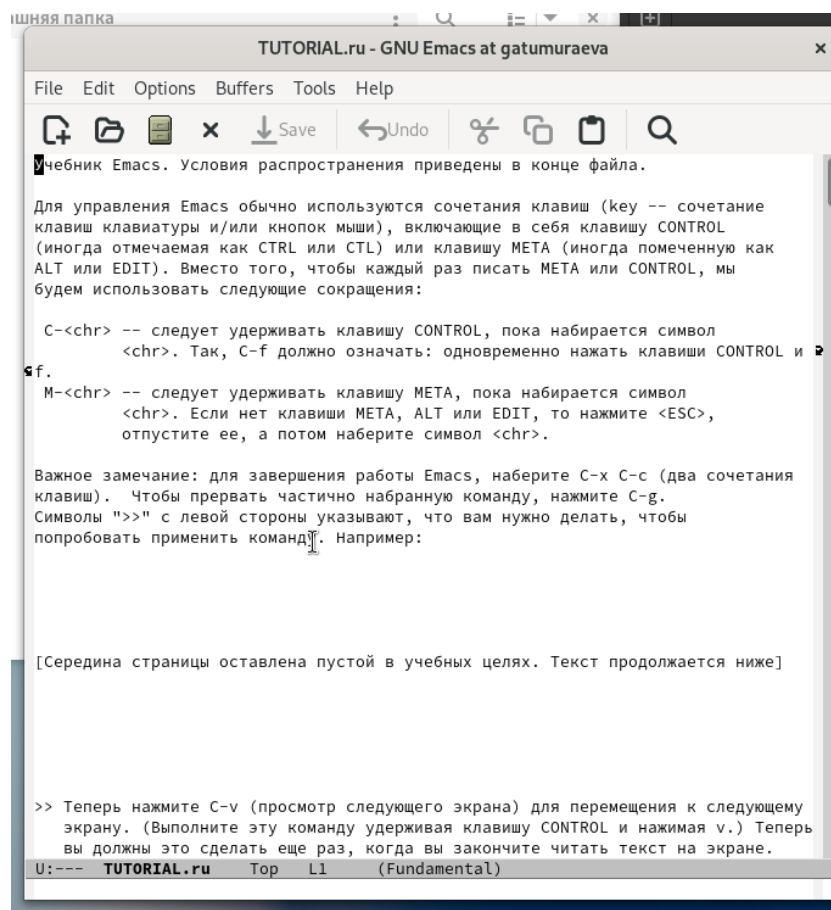 шняя папка
TUTORIAL.ru - GNU Emacs at gatumuraeva
File Edit Options Buffers Tools Help
Save Undo
Учебник Emacs. Условия распространения приведены в конце файла.
Для управления Emacs обычно используются сочетания клавиш (key -- сочетание
клавиш клавиатуры и/или кнопок мыши), включающие в себя клавишу CONTROL
(иногда отмечаемая как CTRL или CTL) или клавишу META (иногда помеченную как
ALT или EDIT). Вместо того, чтобы каждый раз писать META или CONTROL, мы
будем использовать следующие сокращения:
C-<chr> -- следует удерживать клавишу CONTROL, пока набирается символ
<chr>. Так, C-f должно означать: одновременно нажать клавиши CONTROL и
f.
M-<chr> -- следует удерживать клавишу META, пока набирается символ
<chr>. Если нет клавиши META, ALT или EDIT, то нажмите <ESC>,
отпустите ее, а потом наберите символ <chr>.
Важное замечание: для завершения работы Emacs, наберите C-x C-c (два сочетания
клавиш).  Чтобы прервать частично набранную команду, нажмите C-g.
Символы ">>" с левой стороны указывают, что вам нужно делать, чтобы
попробовать применить команду. Например:
[Середина страницы оставлена пустой в учебных целях. Текст продолжается ниже]
>> Теперь нажмите C-v (просмотр следующего экрана) для перемещения к следующему
экрану. (Выполните эту команду удерживая клавишу CONTROL и нажимая v.) Теперь
вы должны это сделать еще раз, когда вы закончите читать текст на экране.
U:--- TUTORIAL.ru Top L1 (Fundamental)